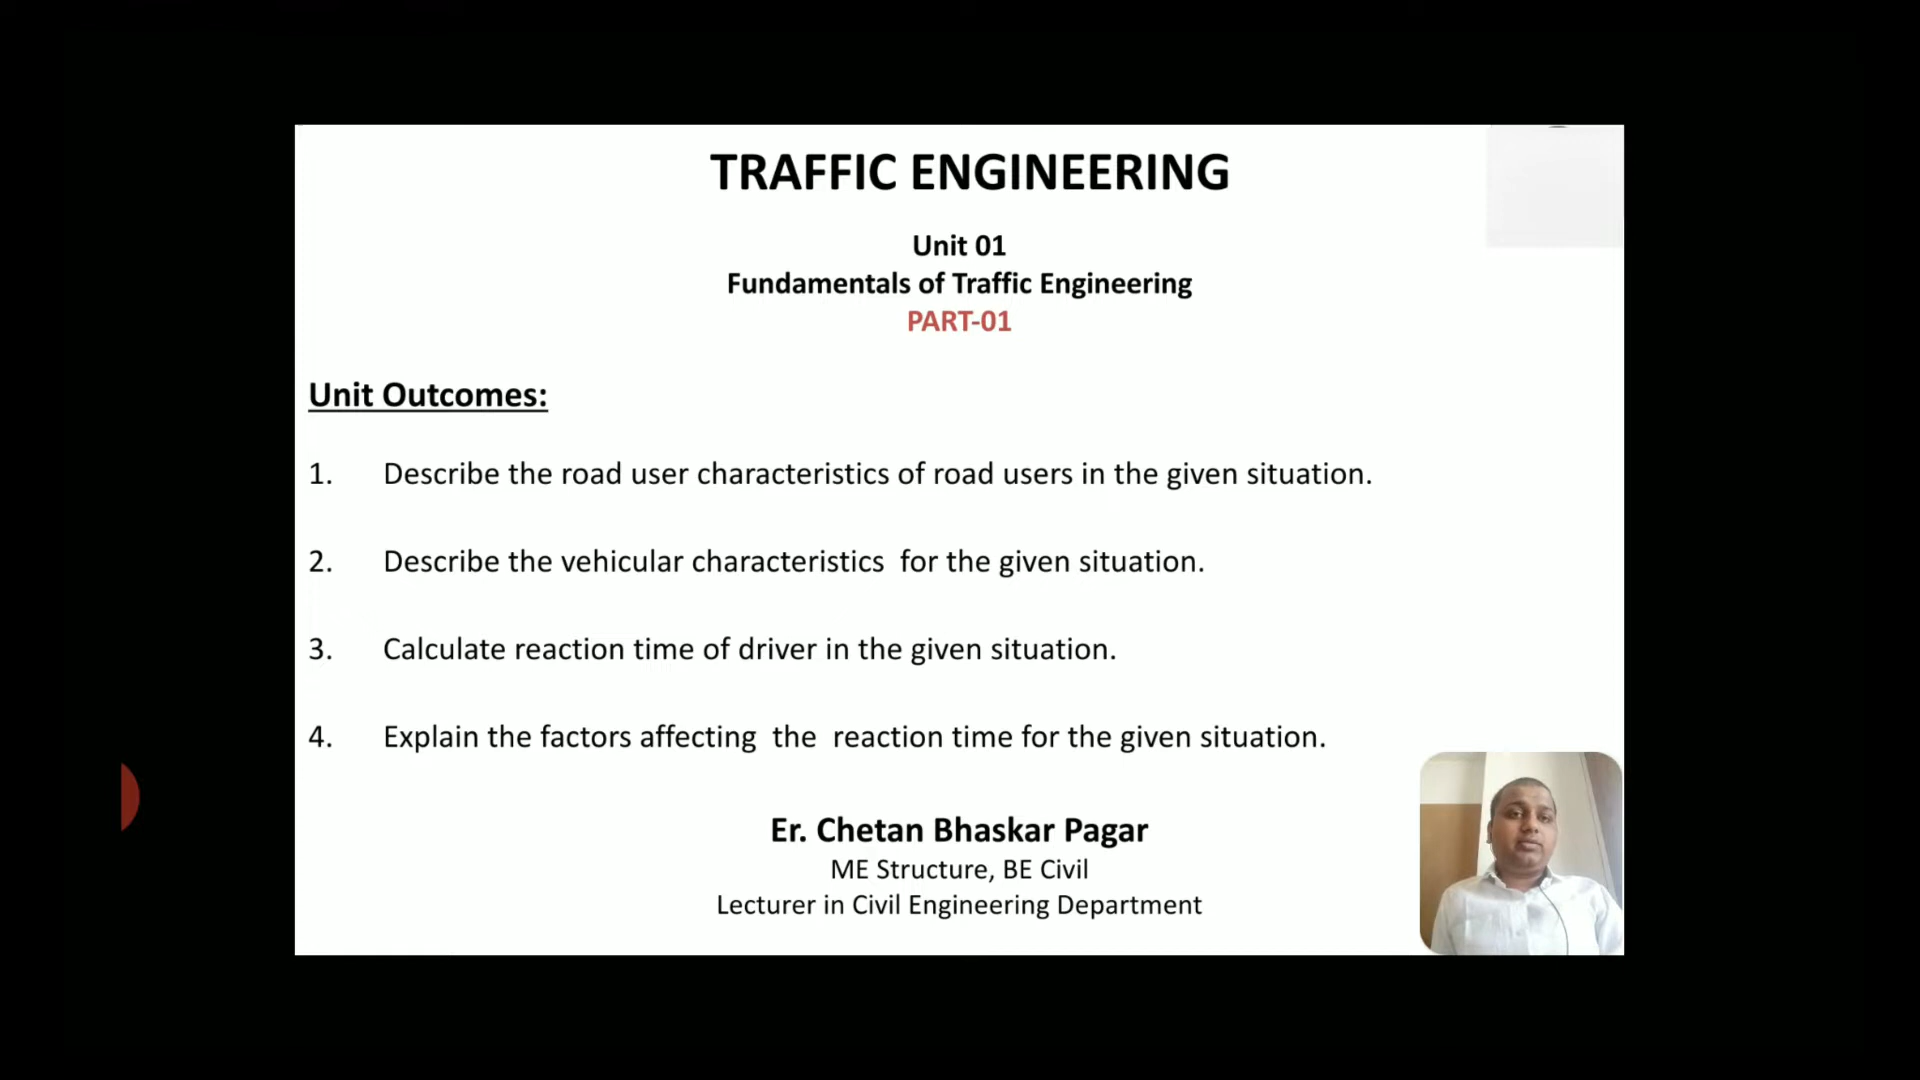 TRAFFIC ENGINEERING
Unit 01
Fundamentals of Traffic Engineering
PART-01
Unit Outcomes:
1. Describe the road user characteristics of road users in the given situation.
2. Describe the vehicular characteristics for the given situation.
3. Calculate reaction time of driver in the given situation.
4. Explain the factors affecting the reaction time for the given situation.
Er. Chetan Bhaskar Pagar
ME Structure, BE Civil
Lecturer in Civil Engineering Department